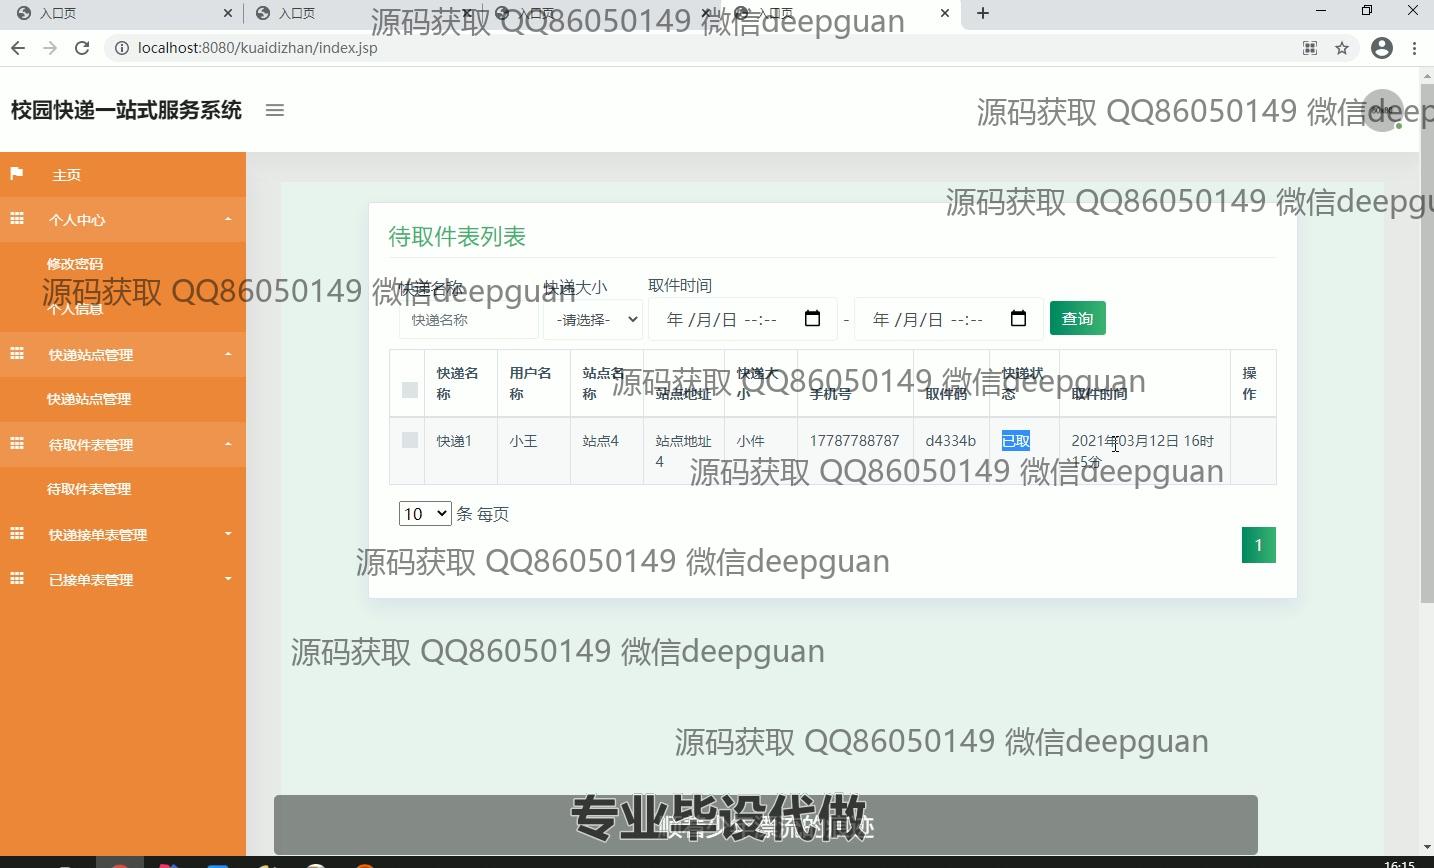 入口页
入口页
入口页
入口页
源码获取 QQ86050149 微信deepguan
localhost:8080/kuaidizhan/index.jsp
校园快递一站式服务系统
源码获取 QQ86050149 微信deep
主页
源码获取 QQ86050149 微信deepgu
个人中心
待取件表列表
修改密码
源码获取 QQ86050149 微信deepguan
快递名称 快递大小 取件时间
个人信息
快递名称 -请选择- 年 /月/日 --:-- - 年 /月/日 --:-- 查询
快递站点管理
快递名称 用户名称 站点名称 站点地址 快递大小 手机号 取件码 快递状态 取件时间 操作
源码获取 QQ86050149 微信deepguan
快递站点管理
待取件表管理
快递1 小王 站点4 站点地址4 小件 17787788787 d4334b 已取 2021年03月12日 16时15分
源码获取 QQ86050149 微信deepguan
待取件表管理
10 条 每页
快递接单表管理
1
源码获取 QQ86050149 微信deepguan
已接单表管理
源码获取 QQ86050149 微信deepguan
源码获取 QQ86050149 微信deepguan
专业毕设代做
16:15